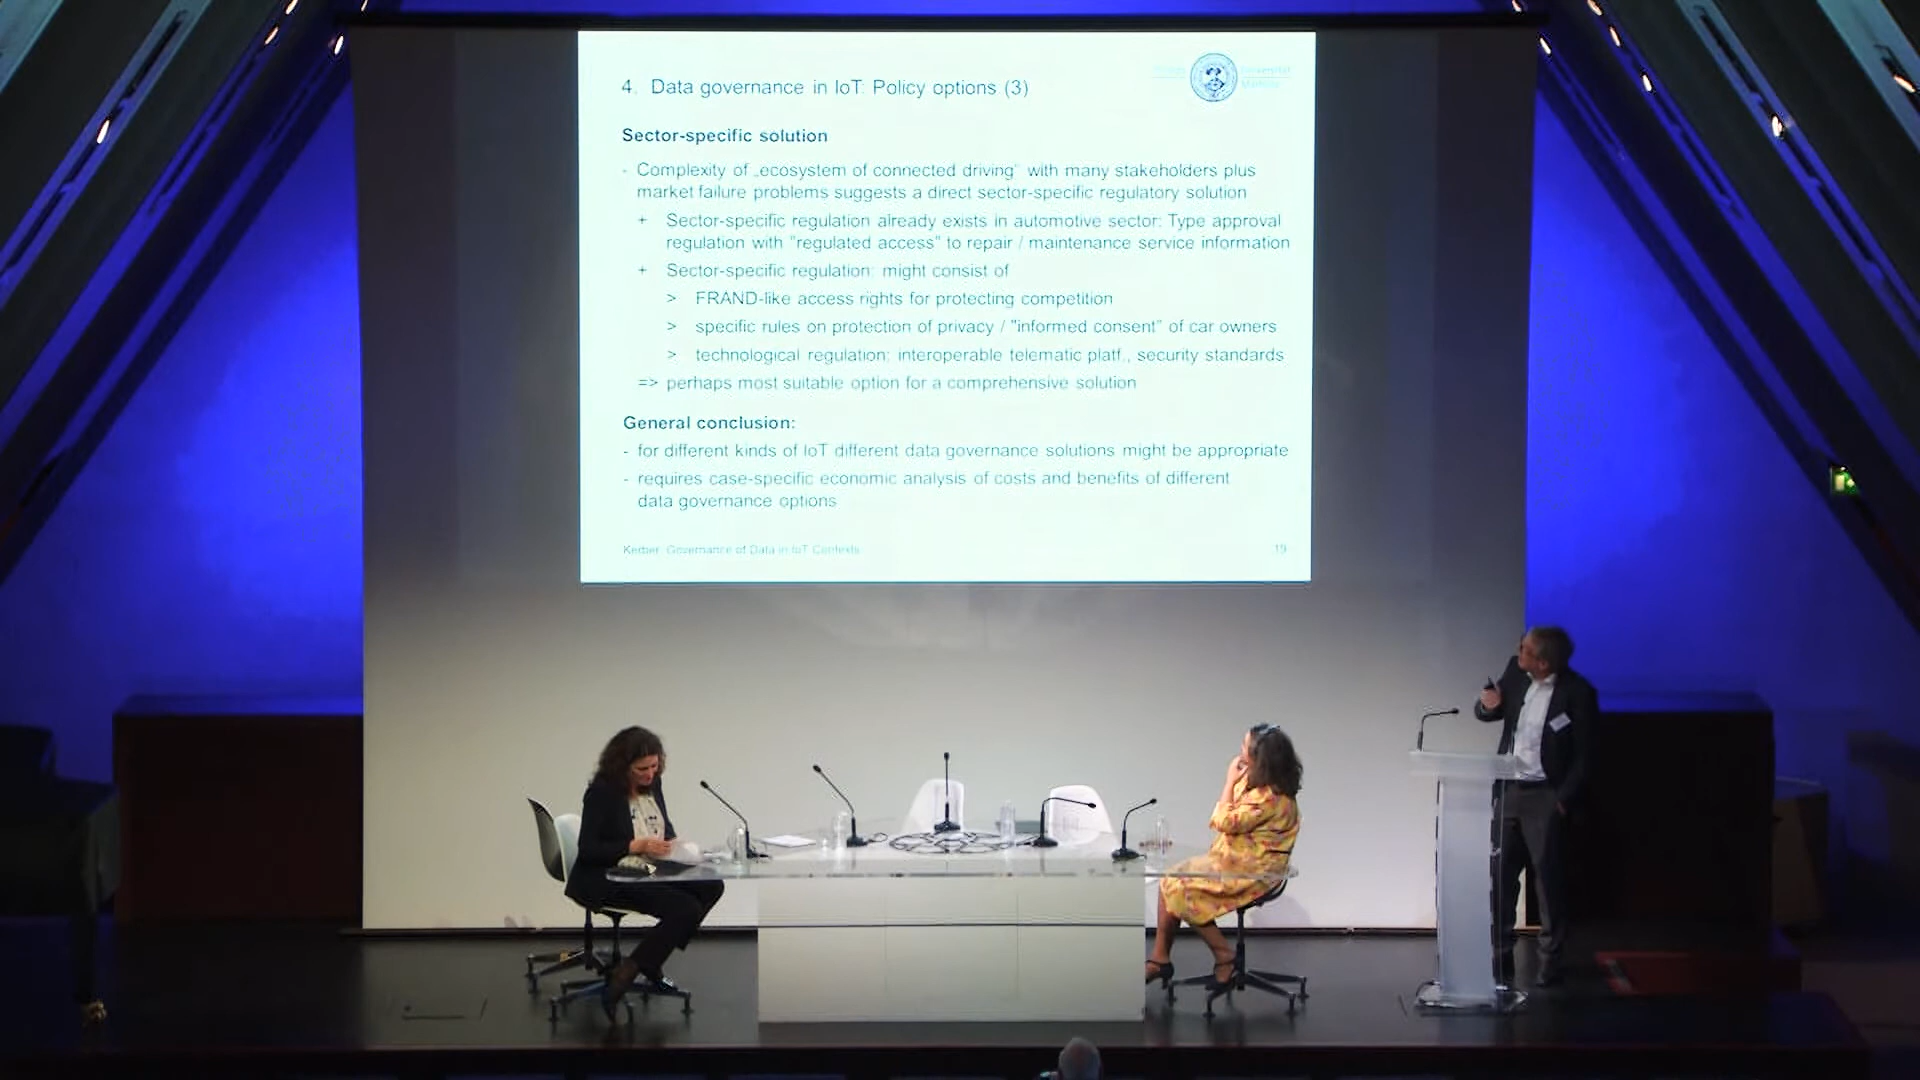 4. Data governance in IoT: Policy options (3)
Universität
Sector-specific solution
- Complexity of „ecosystem of connected driving" with many stakeholders plus
market failure problems suggests a direct sector-specific regulatory solution
+ Sector-specific regulation already exists in automotive sector: Type approval
regulation with "regulated access" to repair / maintenance service information
+ Sector-specific regulation: might consist of
> FRAND-like access rights for protecting competition
> specific rules on protection of privacy / "informed consent" of car owners
> technological regulation: interoperable telematic platf., security standards
=> perhaps most suitable option for a comprehensive solution
General conclusion:
- for different kinds of IoT different data governance solutions might be appropriate
- requires case-specific economic analysis of costs and benefits of different
data governance options
Kerber: Governance of Data in IoT Contexts
19